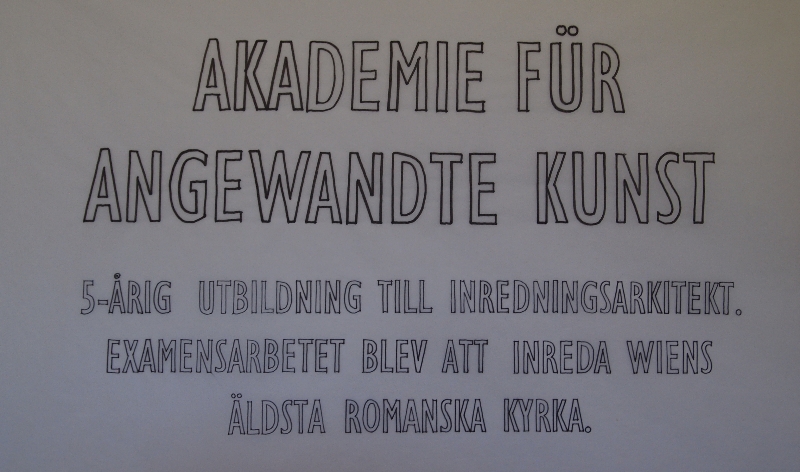 AKADEMIE FÜR
ANGEWANDTE KUNST
5-ÅRIG UTBILDNING TILL INREDNINGSARKITEKT.
EXAMENSARBETET BLEV ATT INREDA WIENS
ÄLDSTA ROMANSKA KYRKA.